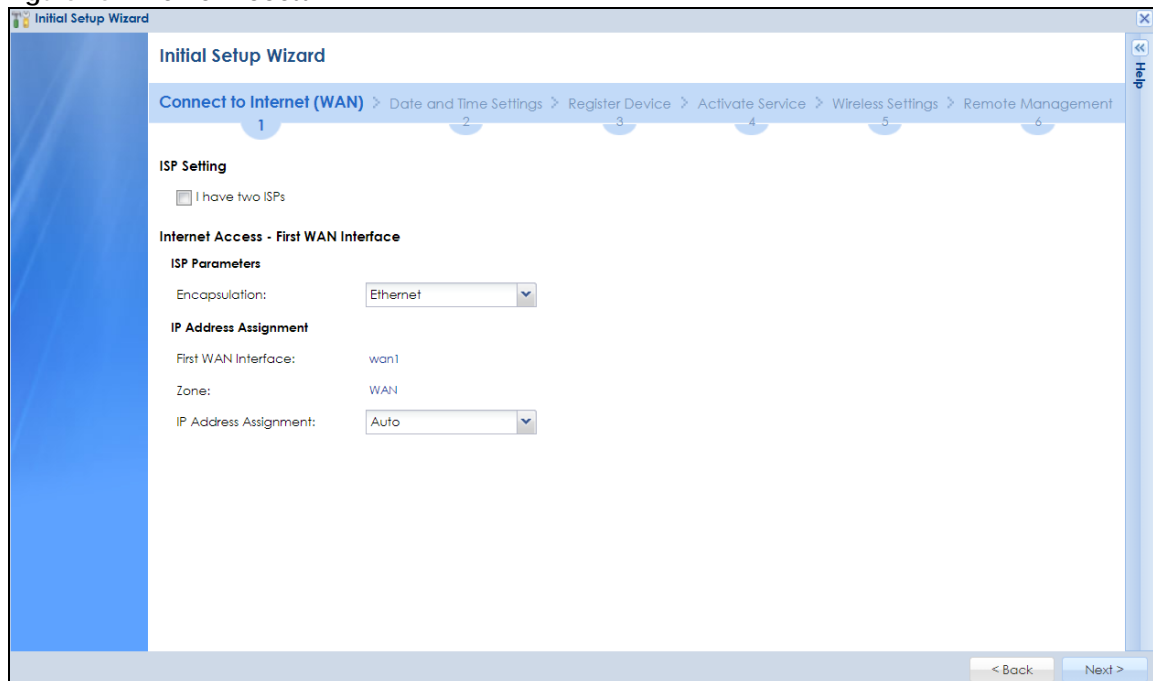 Initial Setup Wizard
Initial Setup Wizard
Help
Connect to Internet (WAN) > Date and Time Settings > Register Device > Activate Service > Wireless Settings > Remote Management
1 2 3 4 5 6
ISP Setting
I have two ISPs
Internet Access - First WAN Interface
ISP Parameters
Encapsulation: Ethernet
IP Address Assignment
First WAN Interface: wan1
Zone: WAN
IP Address Assignment: Auto
< Back Next >